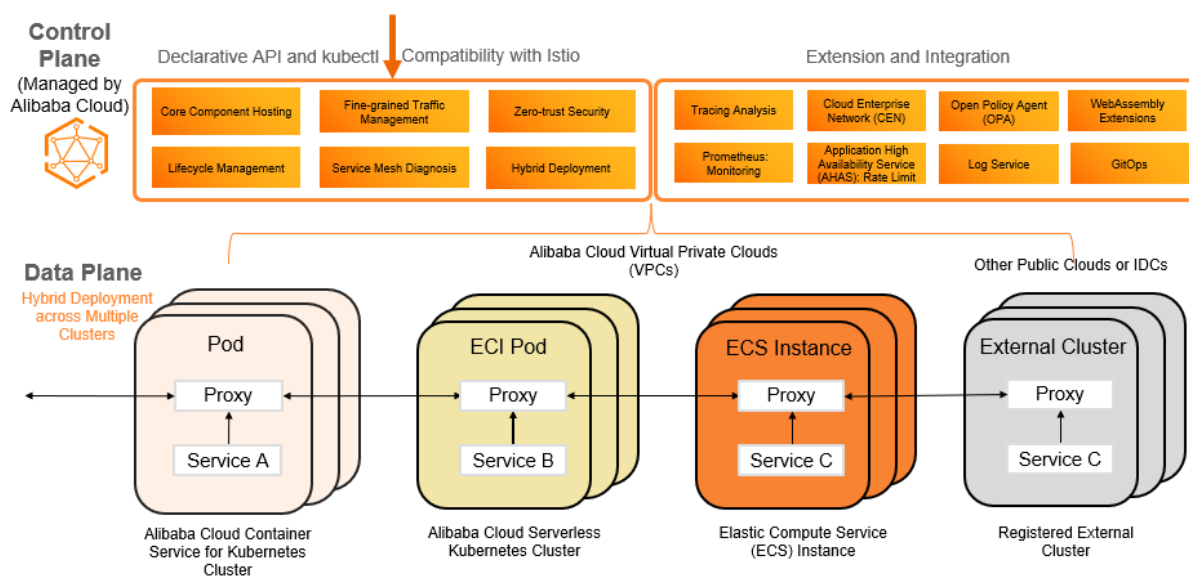 Control
Plane
(Managed by
Alibaba Cloud)
Declarative API and kubectl
Compatibility with Istio
Extension and Integration
Core Component Hosting
Fine-grained Traffic
Management
Zero-trust Security
Lifecycle Management
Service Mesh Diagnosis
Hybrid Deployment
Tracing Analysis
Cloud Enterprise
Network (CEN)
Open Policy Agent
(OPA)
WebAssembly
Extensions
Prometheus:
Monitoring
Application High
Availability Service
(AHAS): Rate Limit
Log Service
GitOps
Alibaba Cloud Virtual Private Clouds
(VPCs)
Other Public Clouds or IDCs
Data Plane
Hybrid Deployment
across Multiple
Clusters
Pod
Proxy
Service A
Alibaba Cloud Container
Service for Kubernetes
Cluster
ECI Pod
Proxy
Service B
Alibaba Cloud Serverless
Kubernetes Cluster
ECS Instance
Proxy
Service C
Elastic Compute Service
(ECS) Instance
External Cluster
Proxy
Service C
Registered External
Cluster